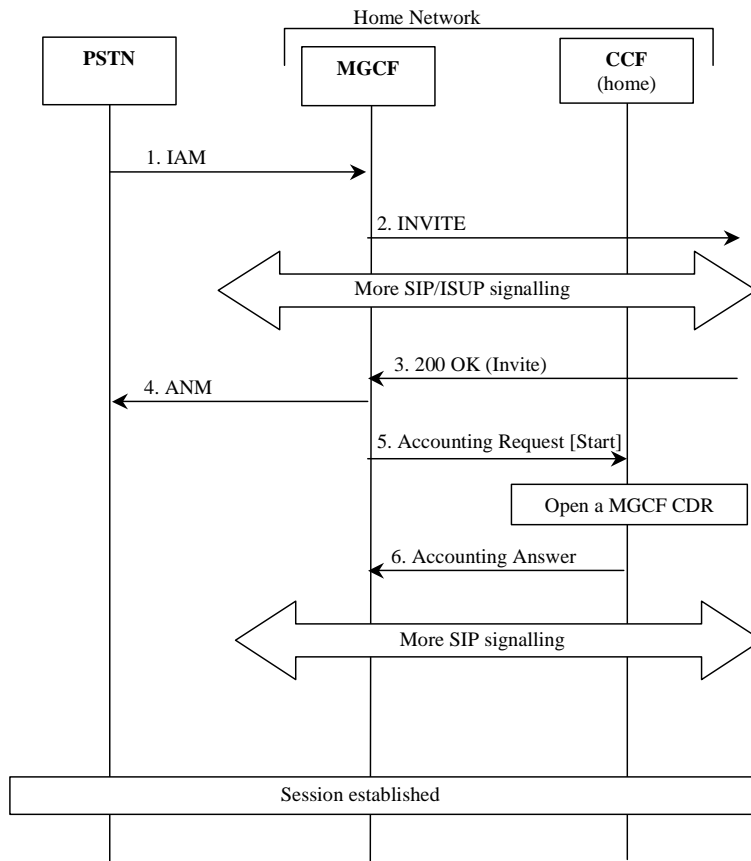 Home Network
PSTN
MGCF
CCF
(home)
1. IAM
2. INVITE
More SIP/ISUP signalling
3. 200 OK (Invite)
4. ANM
5. Accounting Request [Start]
Open a MGCF CDR
6. Accounting Answer
More SIP signalling
Session established